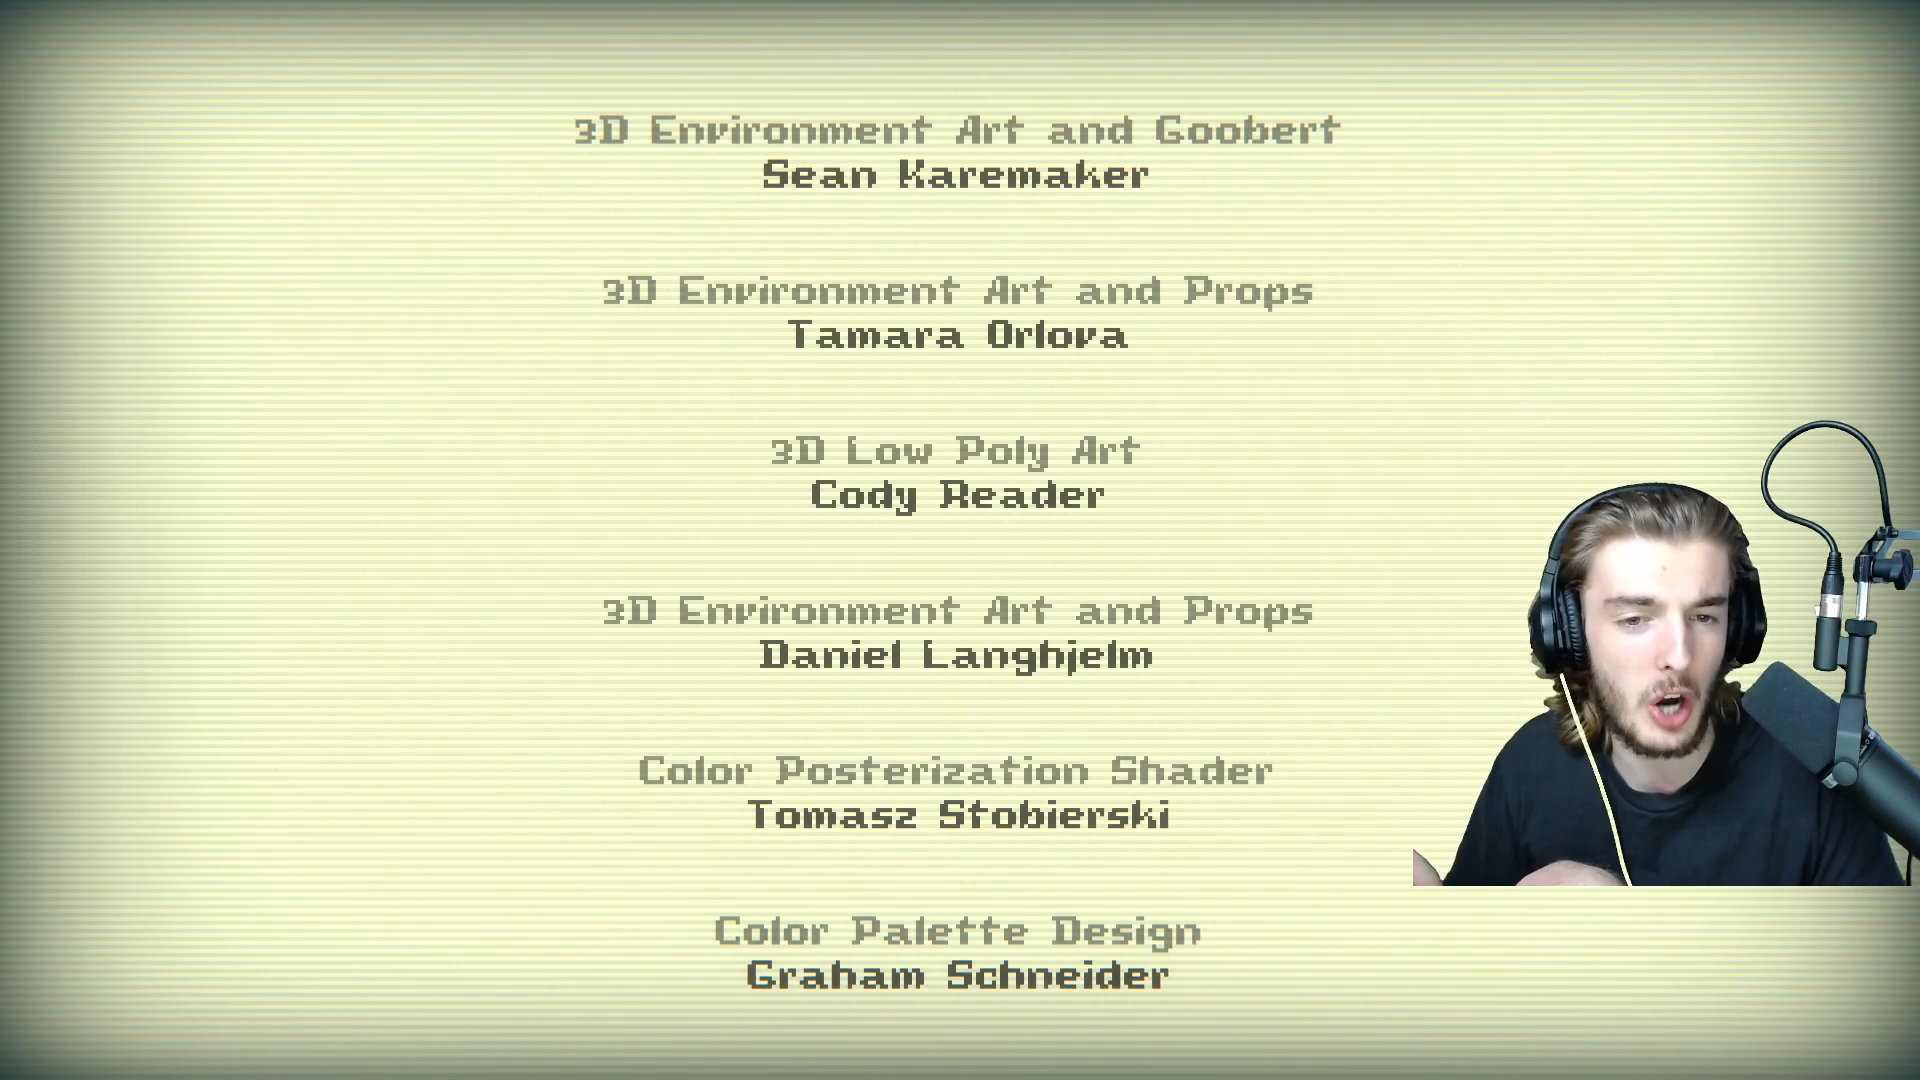 3D Environment Art and Goobert
Sean Karemaker
3D Environment Art and Props
Tamara Orlova
3D Low Poly Art
Cody Reader
3D Environment Art and Props
Daniel Langhjelm
Color Posterization Shader
Tomasz Stobierski
Color Palette Design
Graham Schneider